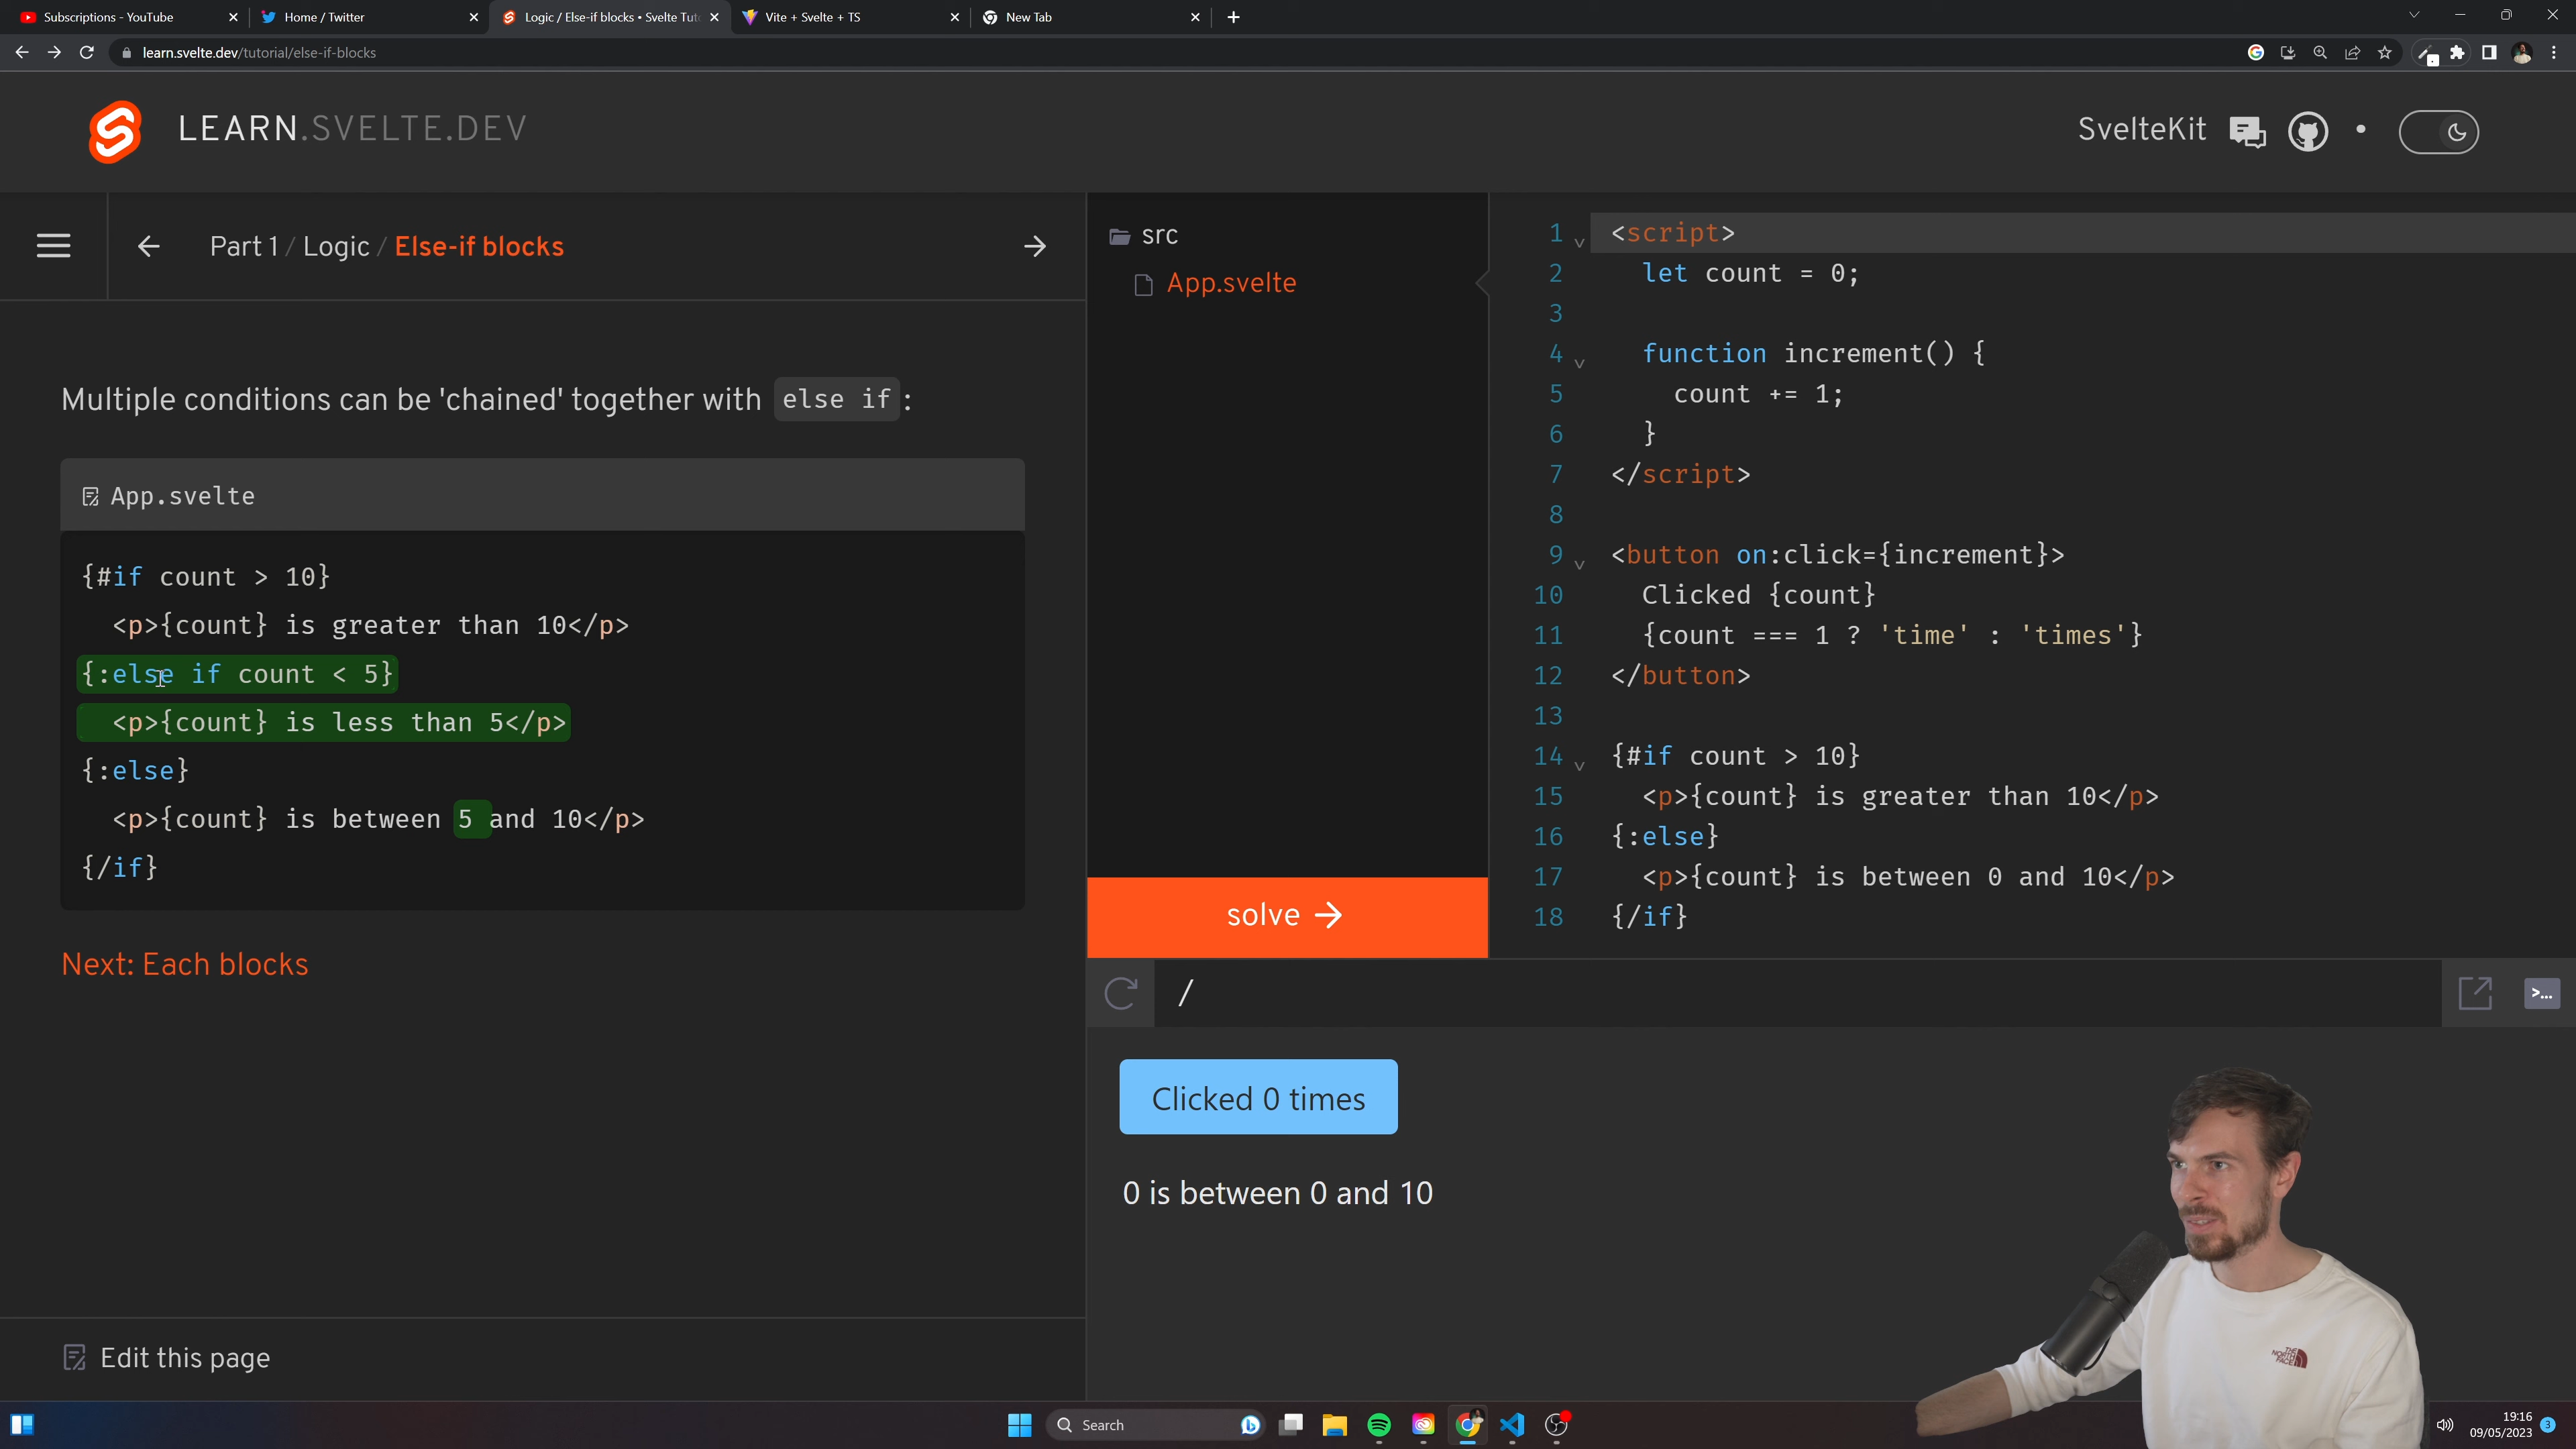 Subscriptions - YouTube
Home / Twitter
Logic / Else-if blocks • Svelte Tut
Vite + Svelte + TS
New Tab
learn.svelte.dev/tutorial/else-if-blocks
LEARN.SVELTE.DEV
SvelteKit
Part 1 / Logic / Else-if blocks
Multiple conditions can be 'chained' together with else if :
App.svelte
{#if count > 10}
<p>{count} is greater than 10</p>
{:else if count < 5}
<p>{count} is less than 5</p>
{:else}
<p>{count} is between 5 and 10</p>
{/if}
Next: Each blocks
Edit this page
src
App.svelte
solve →
1 <script>
2 let count = 0;
3
4 function increment() {
5 count += 1;
6 }
7 </script>
8
9 <button on:click={increment}>
10 Clicked {count}
11 {count === 1 ? 'time' : 'times'}
12 </button>
13
14 {#if count > 10}
15 <p>{count} is greater than 10</p>
16 {:else}
17 <p>{count} is between 0 and 10</p>
18 {/if}
/
>...
Clicked 0 times
0 is between 0 and 10
THE NORTH FACE
Search
19:16
09/05/2023
3